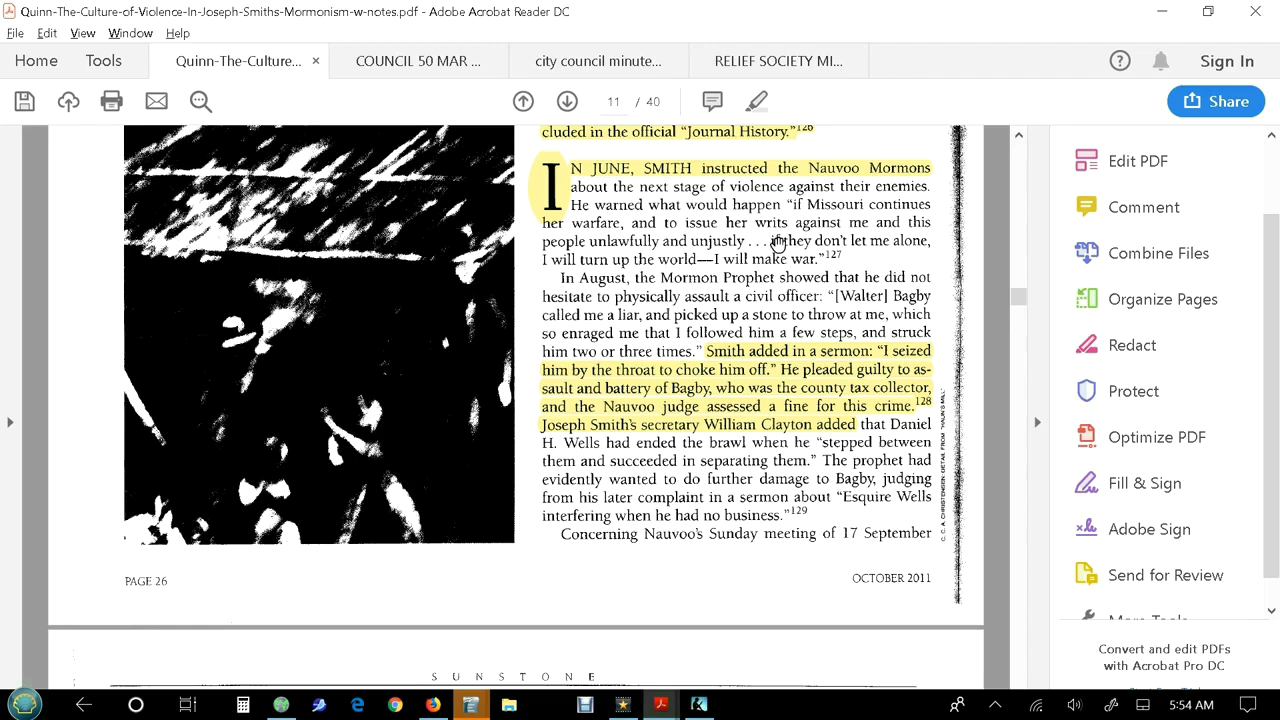 Quinn-The-Culture-of-Violence-In-Joseph-Smiths-Mormonism-w-notes.pdf - Adobe Acrobat Reader DC
File Edit View Window Help
Home Tools Quinn-The-Culture... × COUNCIL 50 MAR ... city council minute... RELIEF SOCIETY MI... Sign In
11 / 40 Share
cluded in the official “Journal History.”126
IN JUNE, SMITH instructed the Nauvoo Mormons
about the next stage of violence against their enemies.
He warned what would happen “if Missouri continues
her warfare, and to issue her writs against me and this
people unlawfully and unjustly . . . if they don’t let me alone,
I will turn up the world—I will make war.”127
In August, the Mormon Prophet showed that he did not
hesitate to physically assault a civil officer: “[Walter] Bagby
called me a liar, and picked up a stone to throw at me, which
so enraged me that I followed him a few steps, and struck
him two or three times.” Smith added in a sermon: “I seized
him by the throat to choke him off.” He pleaded guilty to as-
sault and battery of Bagby, who was the county tax collector,
and the Nauvoo judge assessed a fine for this crime.128
Joseph Smith’s secretary William Clayton added that Daniel
H. Wells had ended the brawl when he “stepped between
them and succeeded in separating them.” The prophet had
evidently wanted to do further damage to Bagby, judging
from his later complaint in a sermon about “Esquire Wells
interfering when he had no business.”129
Concerning Nauvoo’s Sunday meeting of 17 September
C. C. A. CHRISTENSEN: DETAIL FROM "HAUN'S MILL"
PAGE 26 OCTOBER 2011
SUNSTONE
Edit PDF
Comment
Combine Files
Organize Pages
Redact
Protect
Optimize PDF
Fill & Sign
Adobe Sign
Send for Review
More Tools
Convert and edit PDFs
with Acrobat Pro DC
5:54 AM